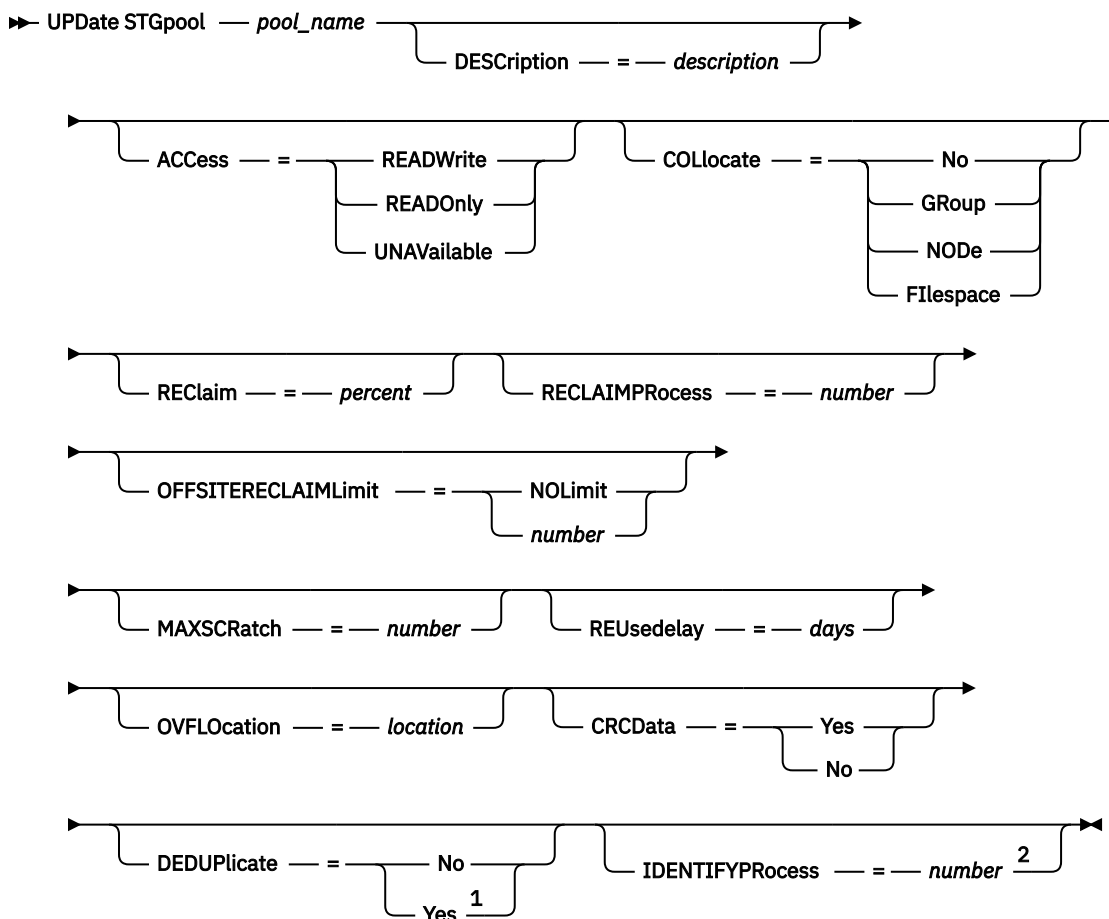 UPDate STGpool pool_name
DESCription = description
ACCess = READWrite
READOnly
UNAVailable
COLlocate = No
GRoup
NODe
FIlespace
REClaim = percent
RECLAIMPRocess = number
OFFSITERECLAIMLimit = NOLimit
number
MAXSCRatch = number
REUsedelay = days
OVFLOcation = location
CRCData = Yes
No
DEDUPlicate = No
Yes 1
IDENTIFYPRocess = number 2